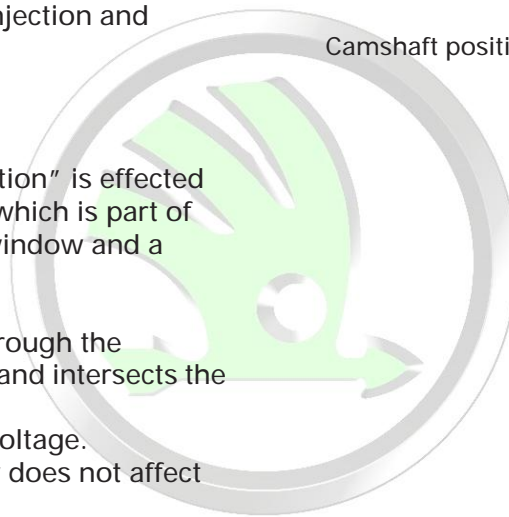 njection and
Camshaft positi
tion" is effected
which is part of
window and a
rough the
and intersects the
oltage.
does not affect